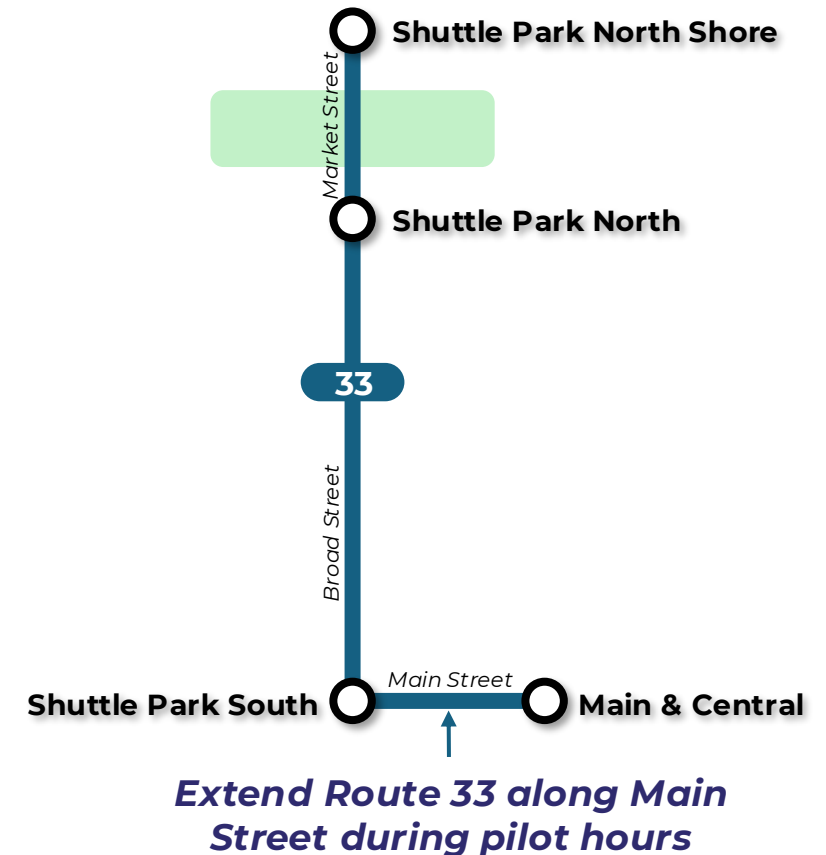 Shuttle Park North Shore
Market Street
Shuttle Park North
33
Broad Street
Main Street
Shuttle Park South
Main & Central
Extend Route 33 along Main
Street during pilot hours